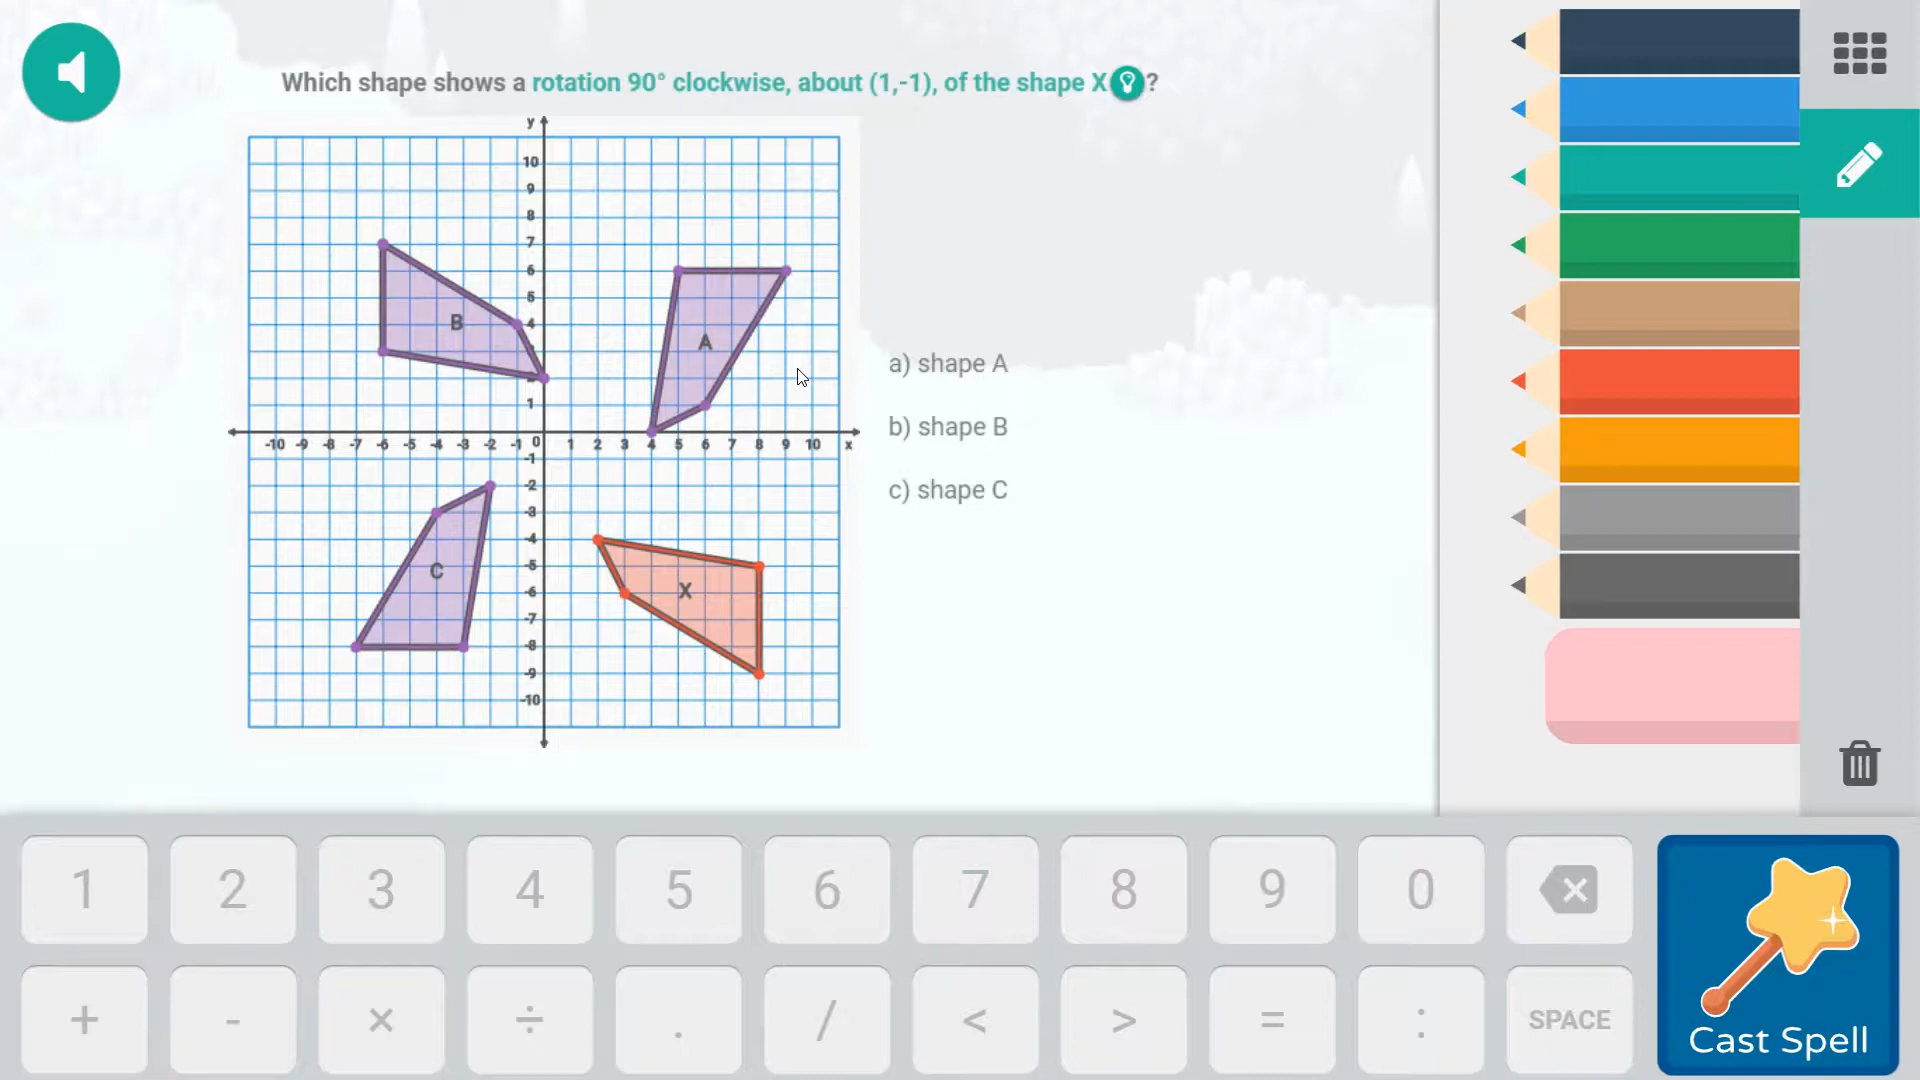 Which shape shows a rotation 90° clockwise, about (1,-1), of the shape X?
y
10
9
8
7
6
5
4
1
-10 -9 -8 -7 -6 -5 -4 -3 -2 -1 0 1 2 3 4 5 6 7 8 9 10 x
-1
-2
-3
-4
-5
-6
-7
-8
-9
-10
B
A
C
X
a) shape A
b) shape B
c) shape C
1 2 3 4 5 6 7 8 9 0
+ - × ÷ . / < > = : SPACE
Cast Spell